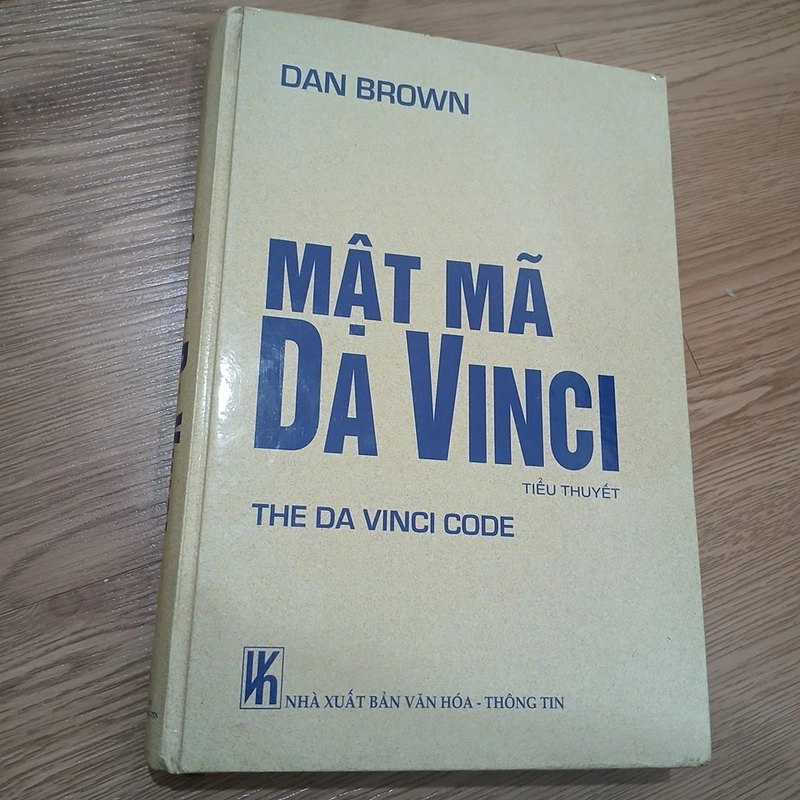 DAN BROWN
MẬT MÃ
DA VINCI
TIỂU THUYẾT
THE DA VINCI CODE
NHÀ XUẤT BẢN VĂN HÓA - THÔNG TIN